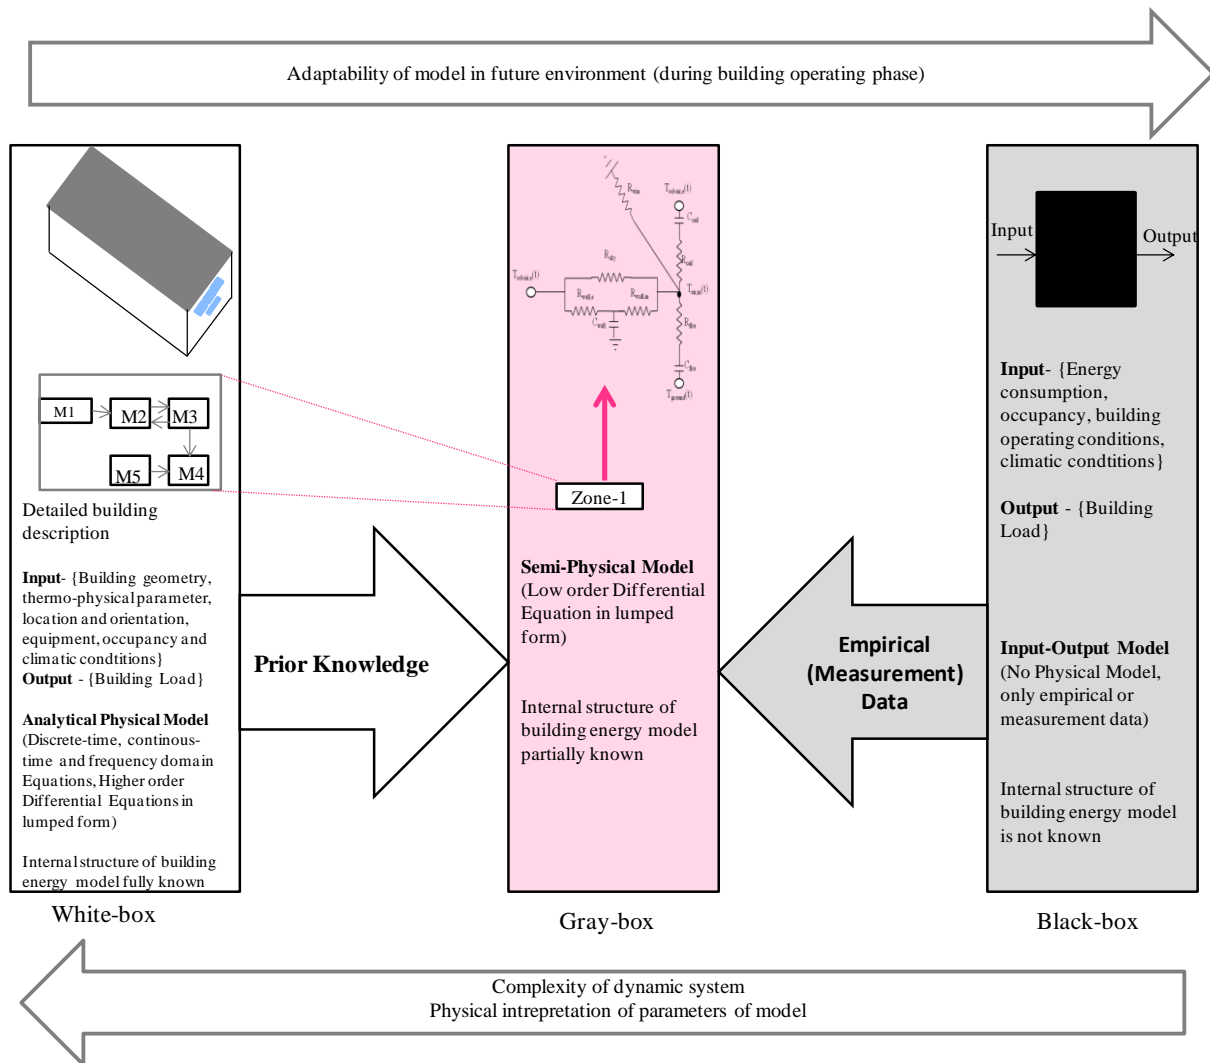 Adaptability of model in future environment (during building operating phase)
M1
M2
M3
M5
M4
Detailed building
description
Input- {Building geometry,
thermo-physical parameter,
location and orientation,
equipment, occupancy and
climatic condtitions}
Output - {Building Load}
Analytical Physical Model
(Discrete-time, continous-
time and frequency domain
Equations, Higher order
Differential Equations in
lumped form)
Internal structure of building
energy model fully known
White-box
Prior Knowledge
Zone-1
Semi-Physical Model
(Low order Differential
Equation in lumped
form)
Internal structure of
building energy model
partially known
Gray-box
Empirical
(Measurement)
Data
Input
Output
Input- {Energy
consumption,
occupancy, building
operating conditions,
climatic condtitions}
Output - {Building
Load}
Input-Output Model
(No Physical Model,
only empirical or
measurement data)
Internal structure of
building energy model
is not known
Black-box
Complexity of dynamic system
Physical intrepretation of parameters of model